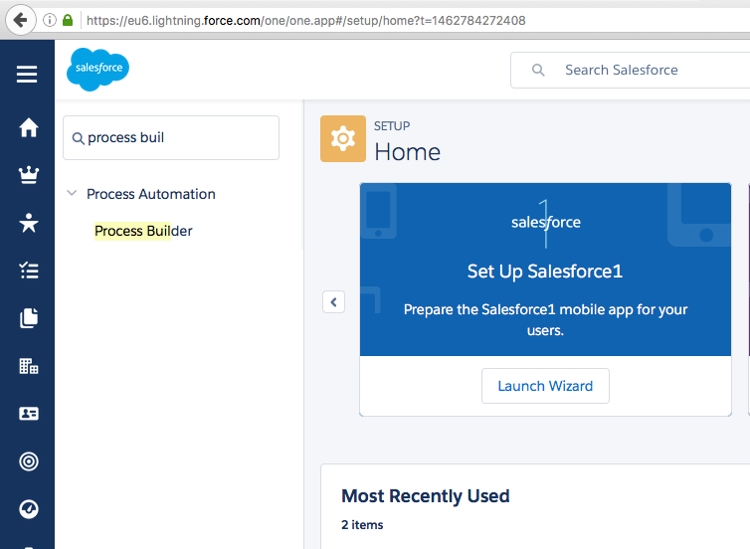 https://eu6.lightning.force.com/one/one.app#/setup/home?t=1462784272408
salesforce
Search Salesforce
process buil
SETUP
Home
Process Automation
Process Builder
salesforce
1
Set Up Salesforce1
Prepare the Salesforce1 mobile app for your
users.
Launch Wizard
Most Recently Used
2 items